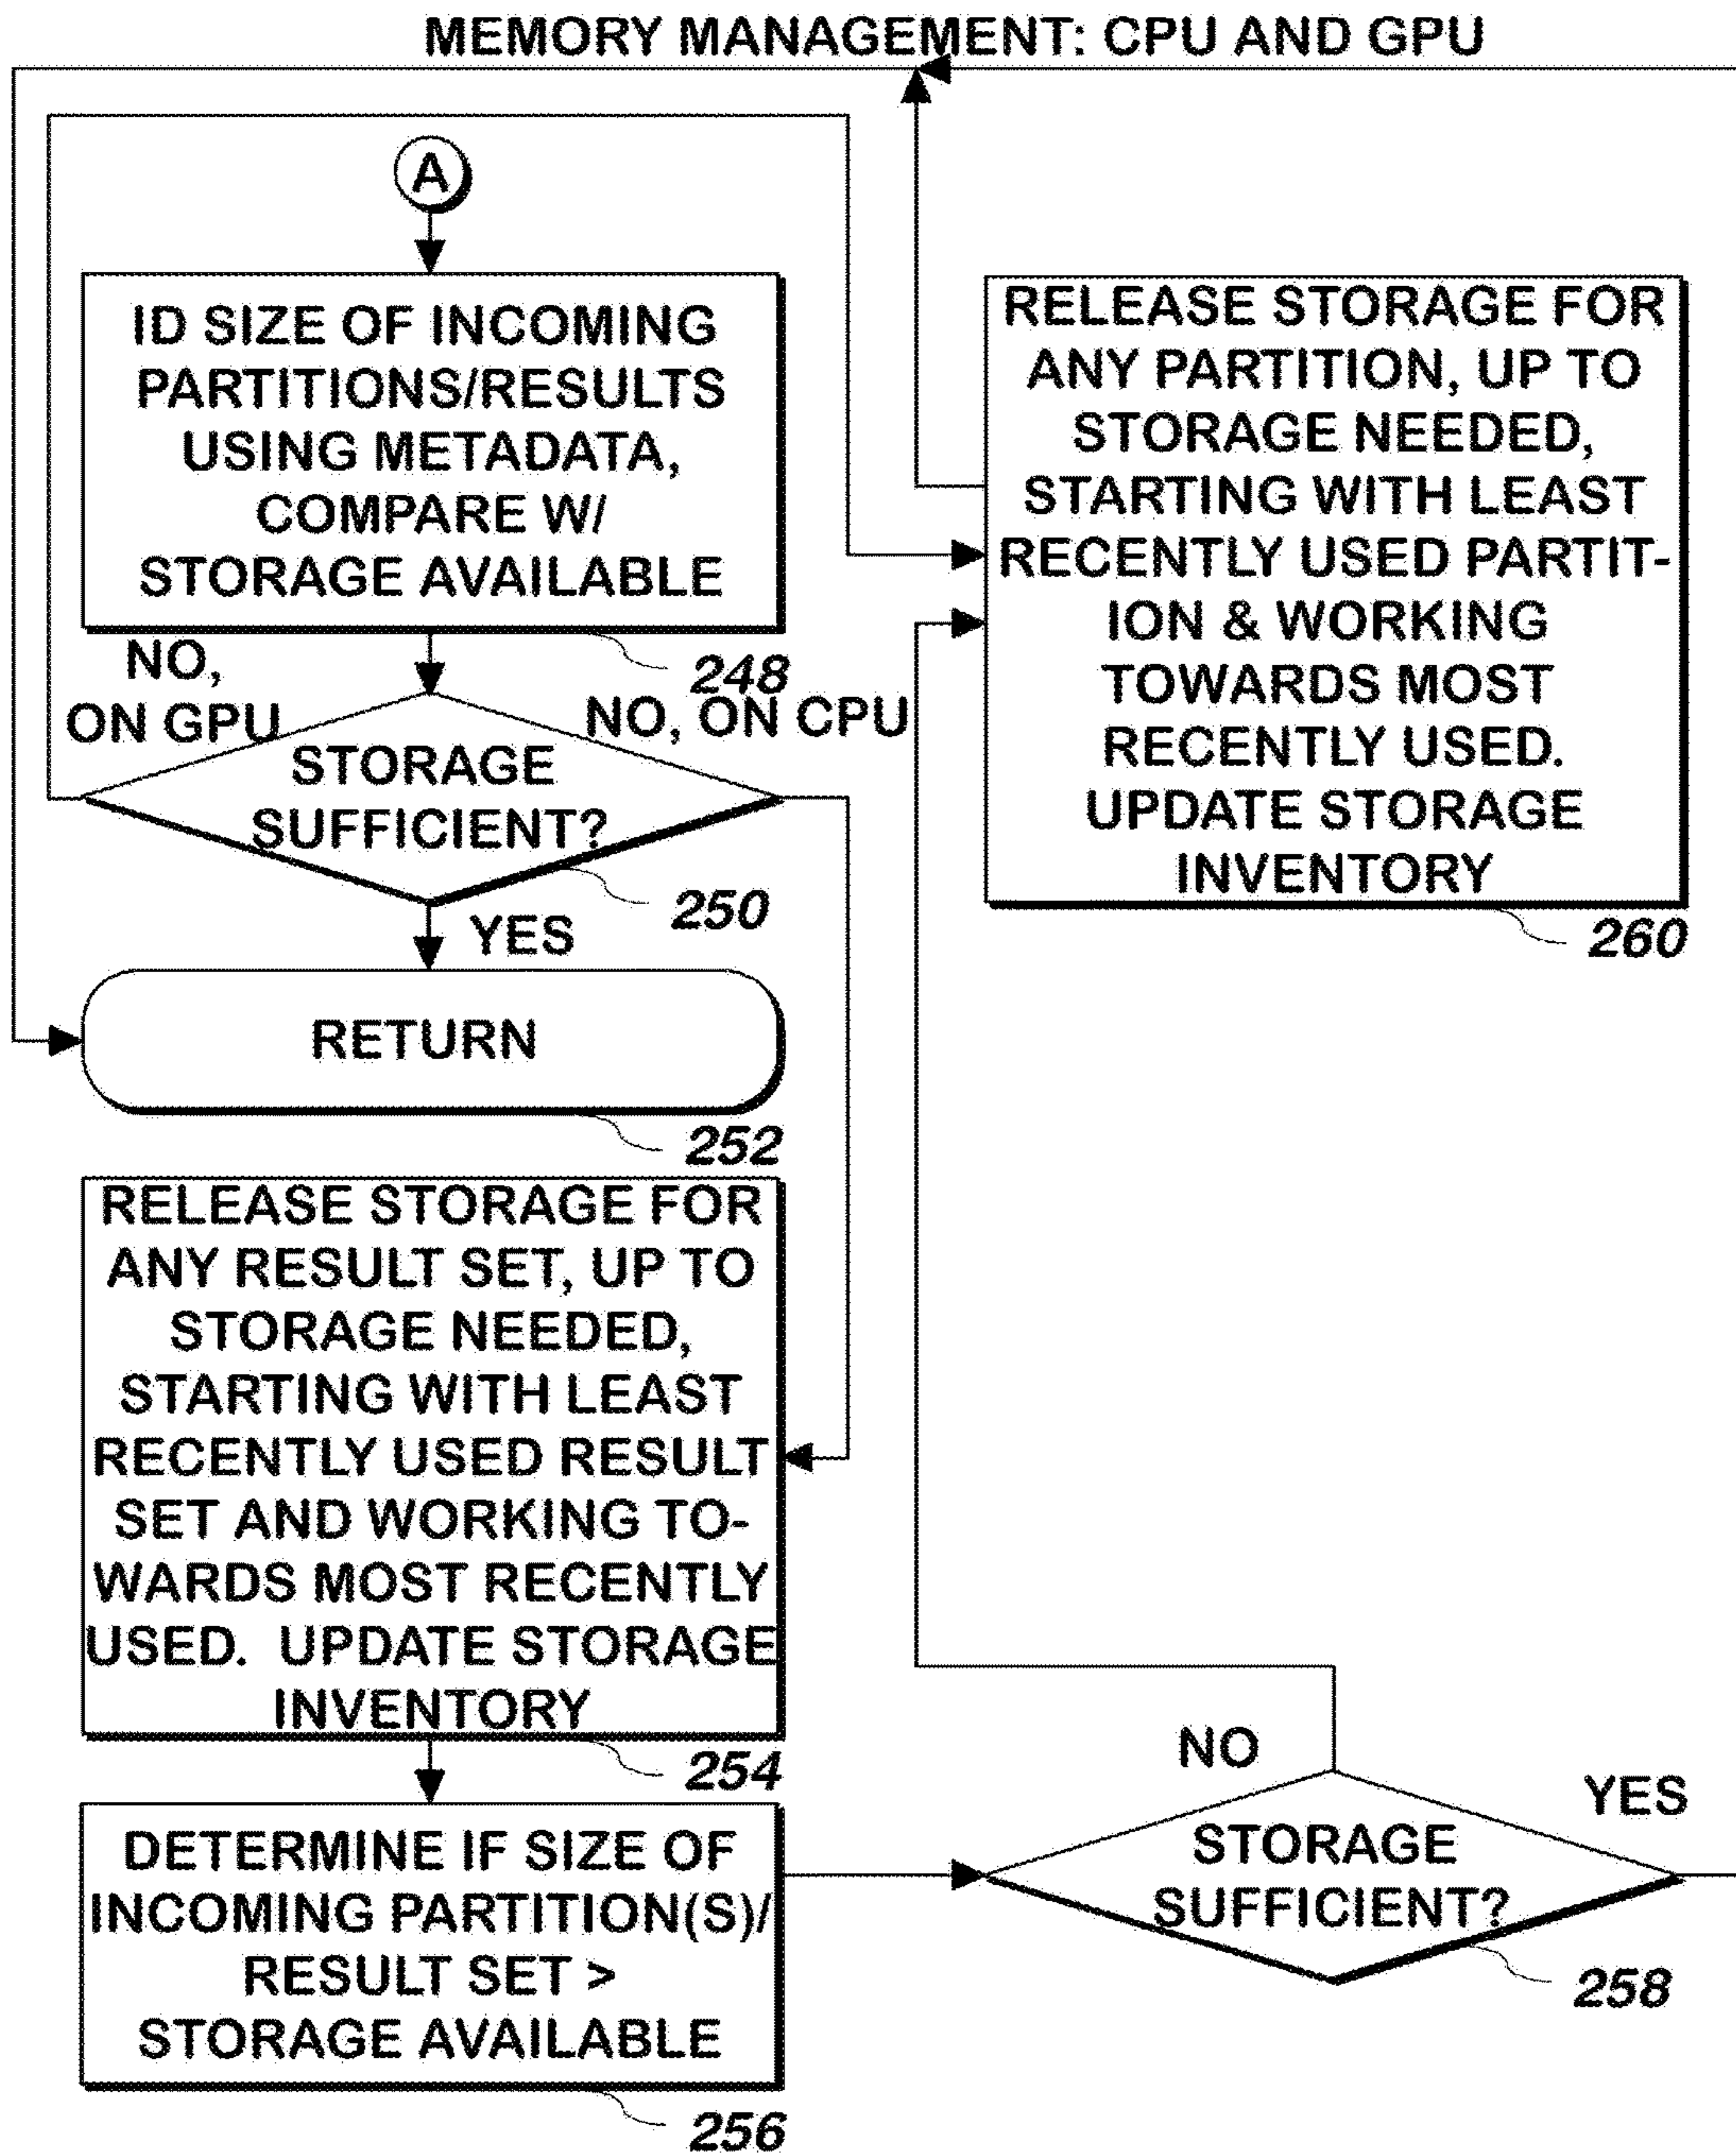 MEMORY MANAGEMENT: CPU AND GPU
A
ID SIZE OF INCOMING
PARTITIONS/RESULTS
USING METADATA,
COMPARE W/
STORAGE AVAILABLE
248
NO,
ON GPU
NO, ON CPU
STORAGE
SUFFICIENT?
250
YES
RETURN
252
RELEASE STORAGE FOR
ANY RESULT SET, UP TO
STORAGE NEEDED,
STARTING WITH LEAST
RECENTLY USED RESULT
SET AND WORKING TO-
WARDS MOST RECENTLY
USED. UPDATE STORAGE
INVENTORY
254
DETERMINE IF SIZE OF
INCOMING PARTITION(S)/
RESULT SET >
STORAGE AVAILABLE
256
NO
YES
STORAGE
SUFFICIENT?
258
RELEASE STORAGE FOR
ANY PARTITION, UP TO
STORAGE NEEDED,
STARTING WITH LEAST
RECENTLY USED PARTIT-
ION & WORKING
TOWARDS MOST
RECENTLY USED.
UPDATE STORAGE
INVENTORY
260